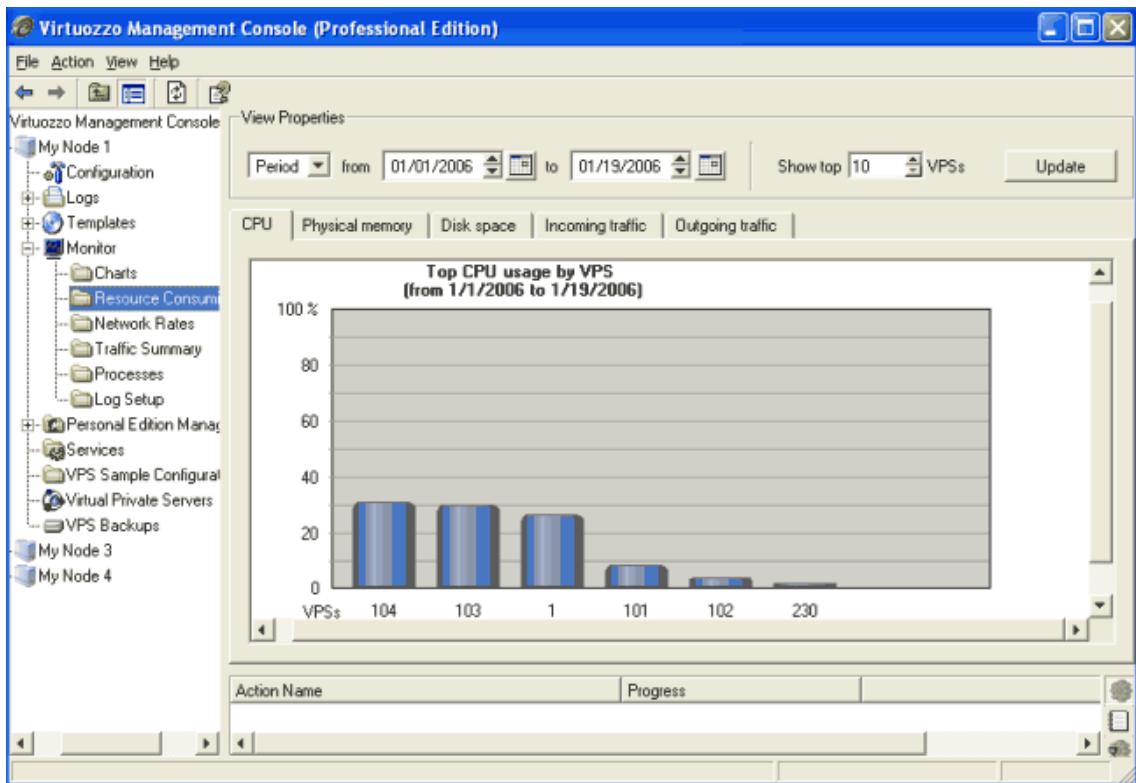 Virtuozzo Management Console (Professional Edition)
File Action View Help
Virtuozzo Management Console
My Node 1
Configuration
Logs
Templates
Monitor
Charts
Resource Consumi
Network Rates
Traffic Summary
Processes
Log Setup
Personal Edition Manag
Services
VPS Sample Configurat
Virtual Private Servers
VPS Backups
My Node 3
My Node 4
View Properties
Period from 01/01/2006 to 01/19/2006 Show top 10 VPSs Update
CPU Physical memory Disk space Incoming traffic Outgoing traffic
Top CPU usage by VPS
(from 1/1/2006 to 1/19/2006)
100 %
80
60
40
20
0
VPSs 104 103 1 101 102 230
Action Name Progress